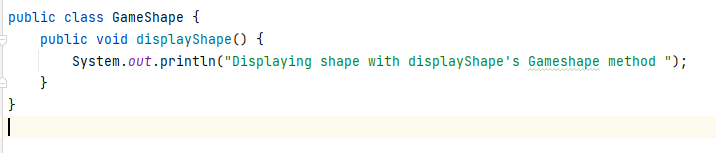 public class GameShape {
public void displayShape() {
System.out.println("Displaying shape with displayShape's Gameshape method ");
}
}